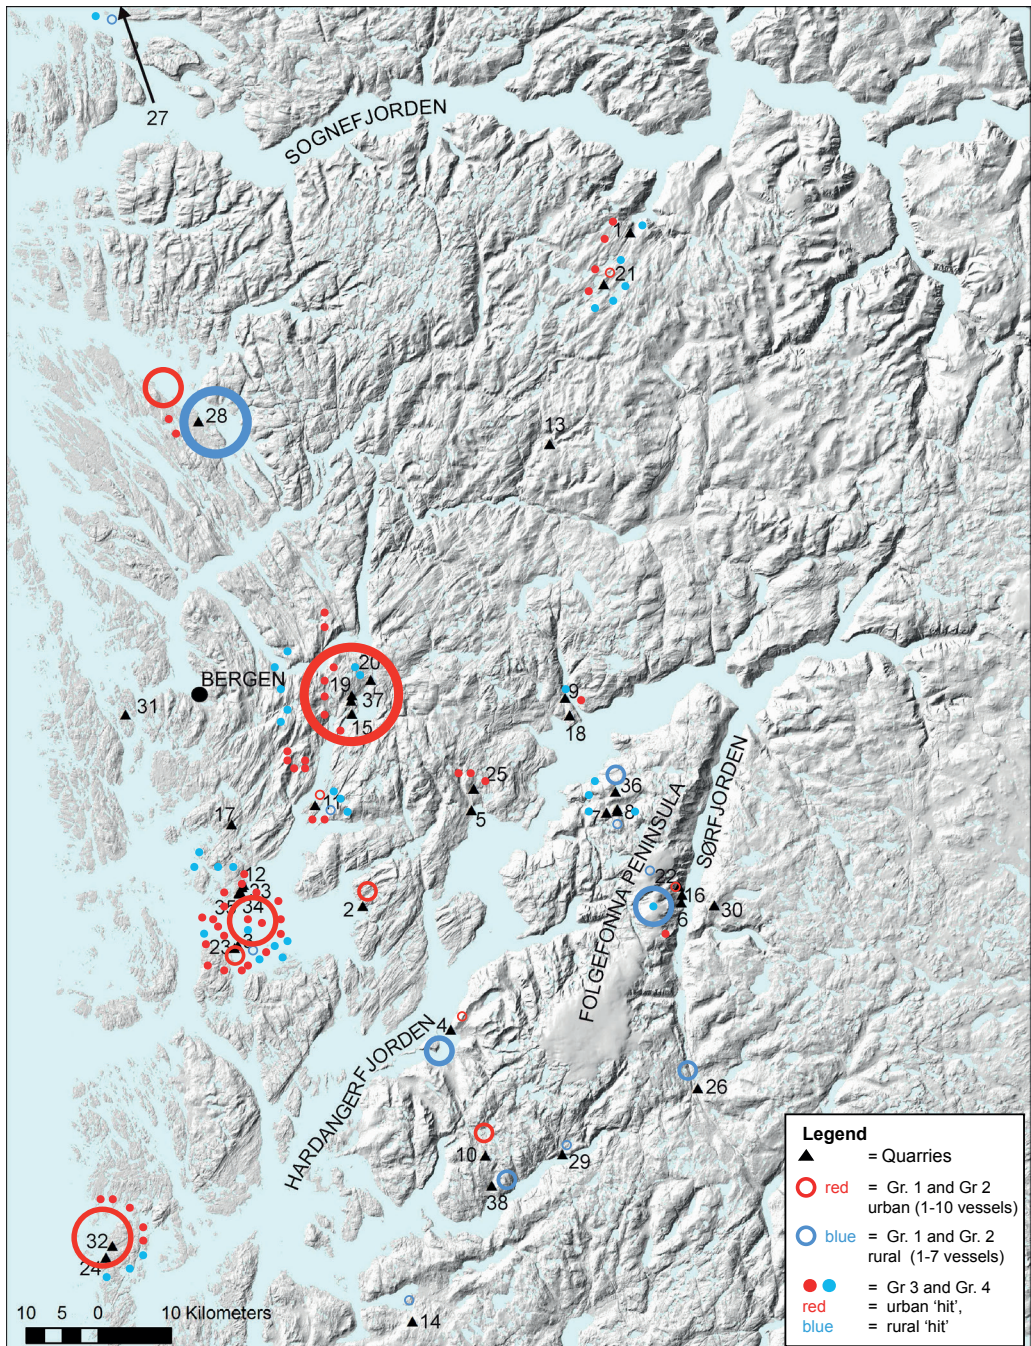 27
SOGNEFJORDEN
1
21
28
13
20
BERGEN
19
37
9
31
15
18
25
36
11
5
7
8
17
FOLGEFONNA PENINSULA
SØRFJORDEN
12
22
33
16
35
34
2
30
6
3
23
HARDANGERFJORDEN
4
26
10
29
38
32
24
14
Legend
= Quarries
red = Gr. 1 and Gr 2
urban (1-10 vessels)
blue = Gr. 1 and Gr. 2
rural (1-7 vessels)
= Gr 3 and Gr. 4
red = urban ‘hit’,
blue = rural ‘hit’
10 5 0 10 Kilometers